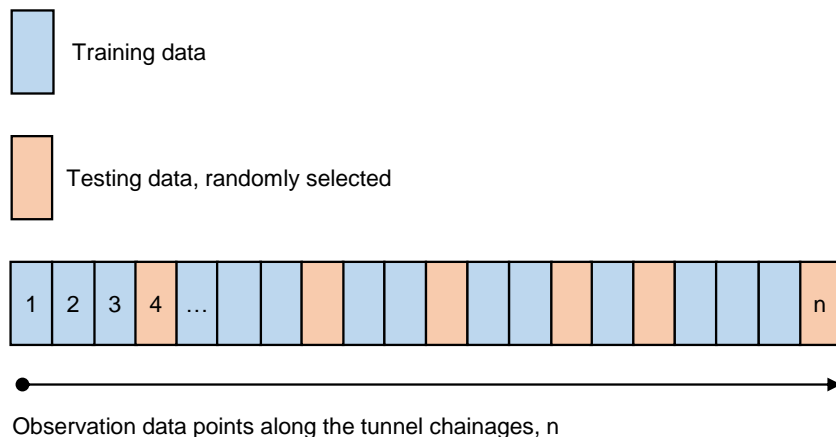 Training data
Testing data, randomly selected
1 2 3 4 … n
Observation data points along the tunnel chainages, n